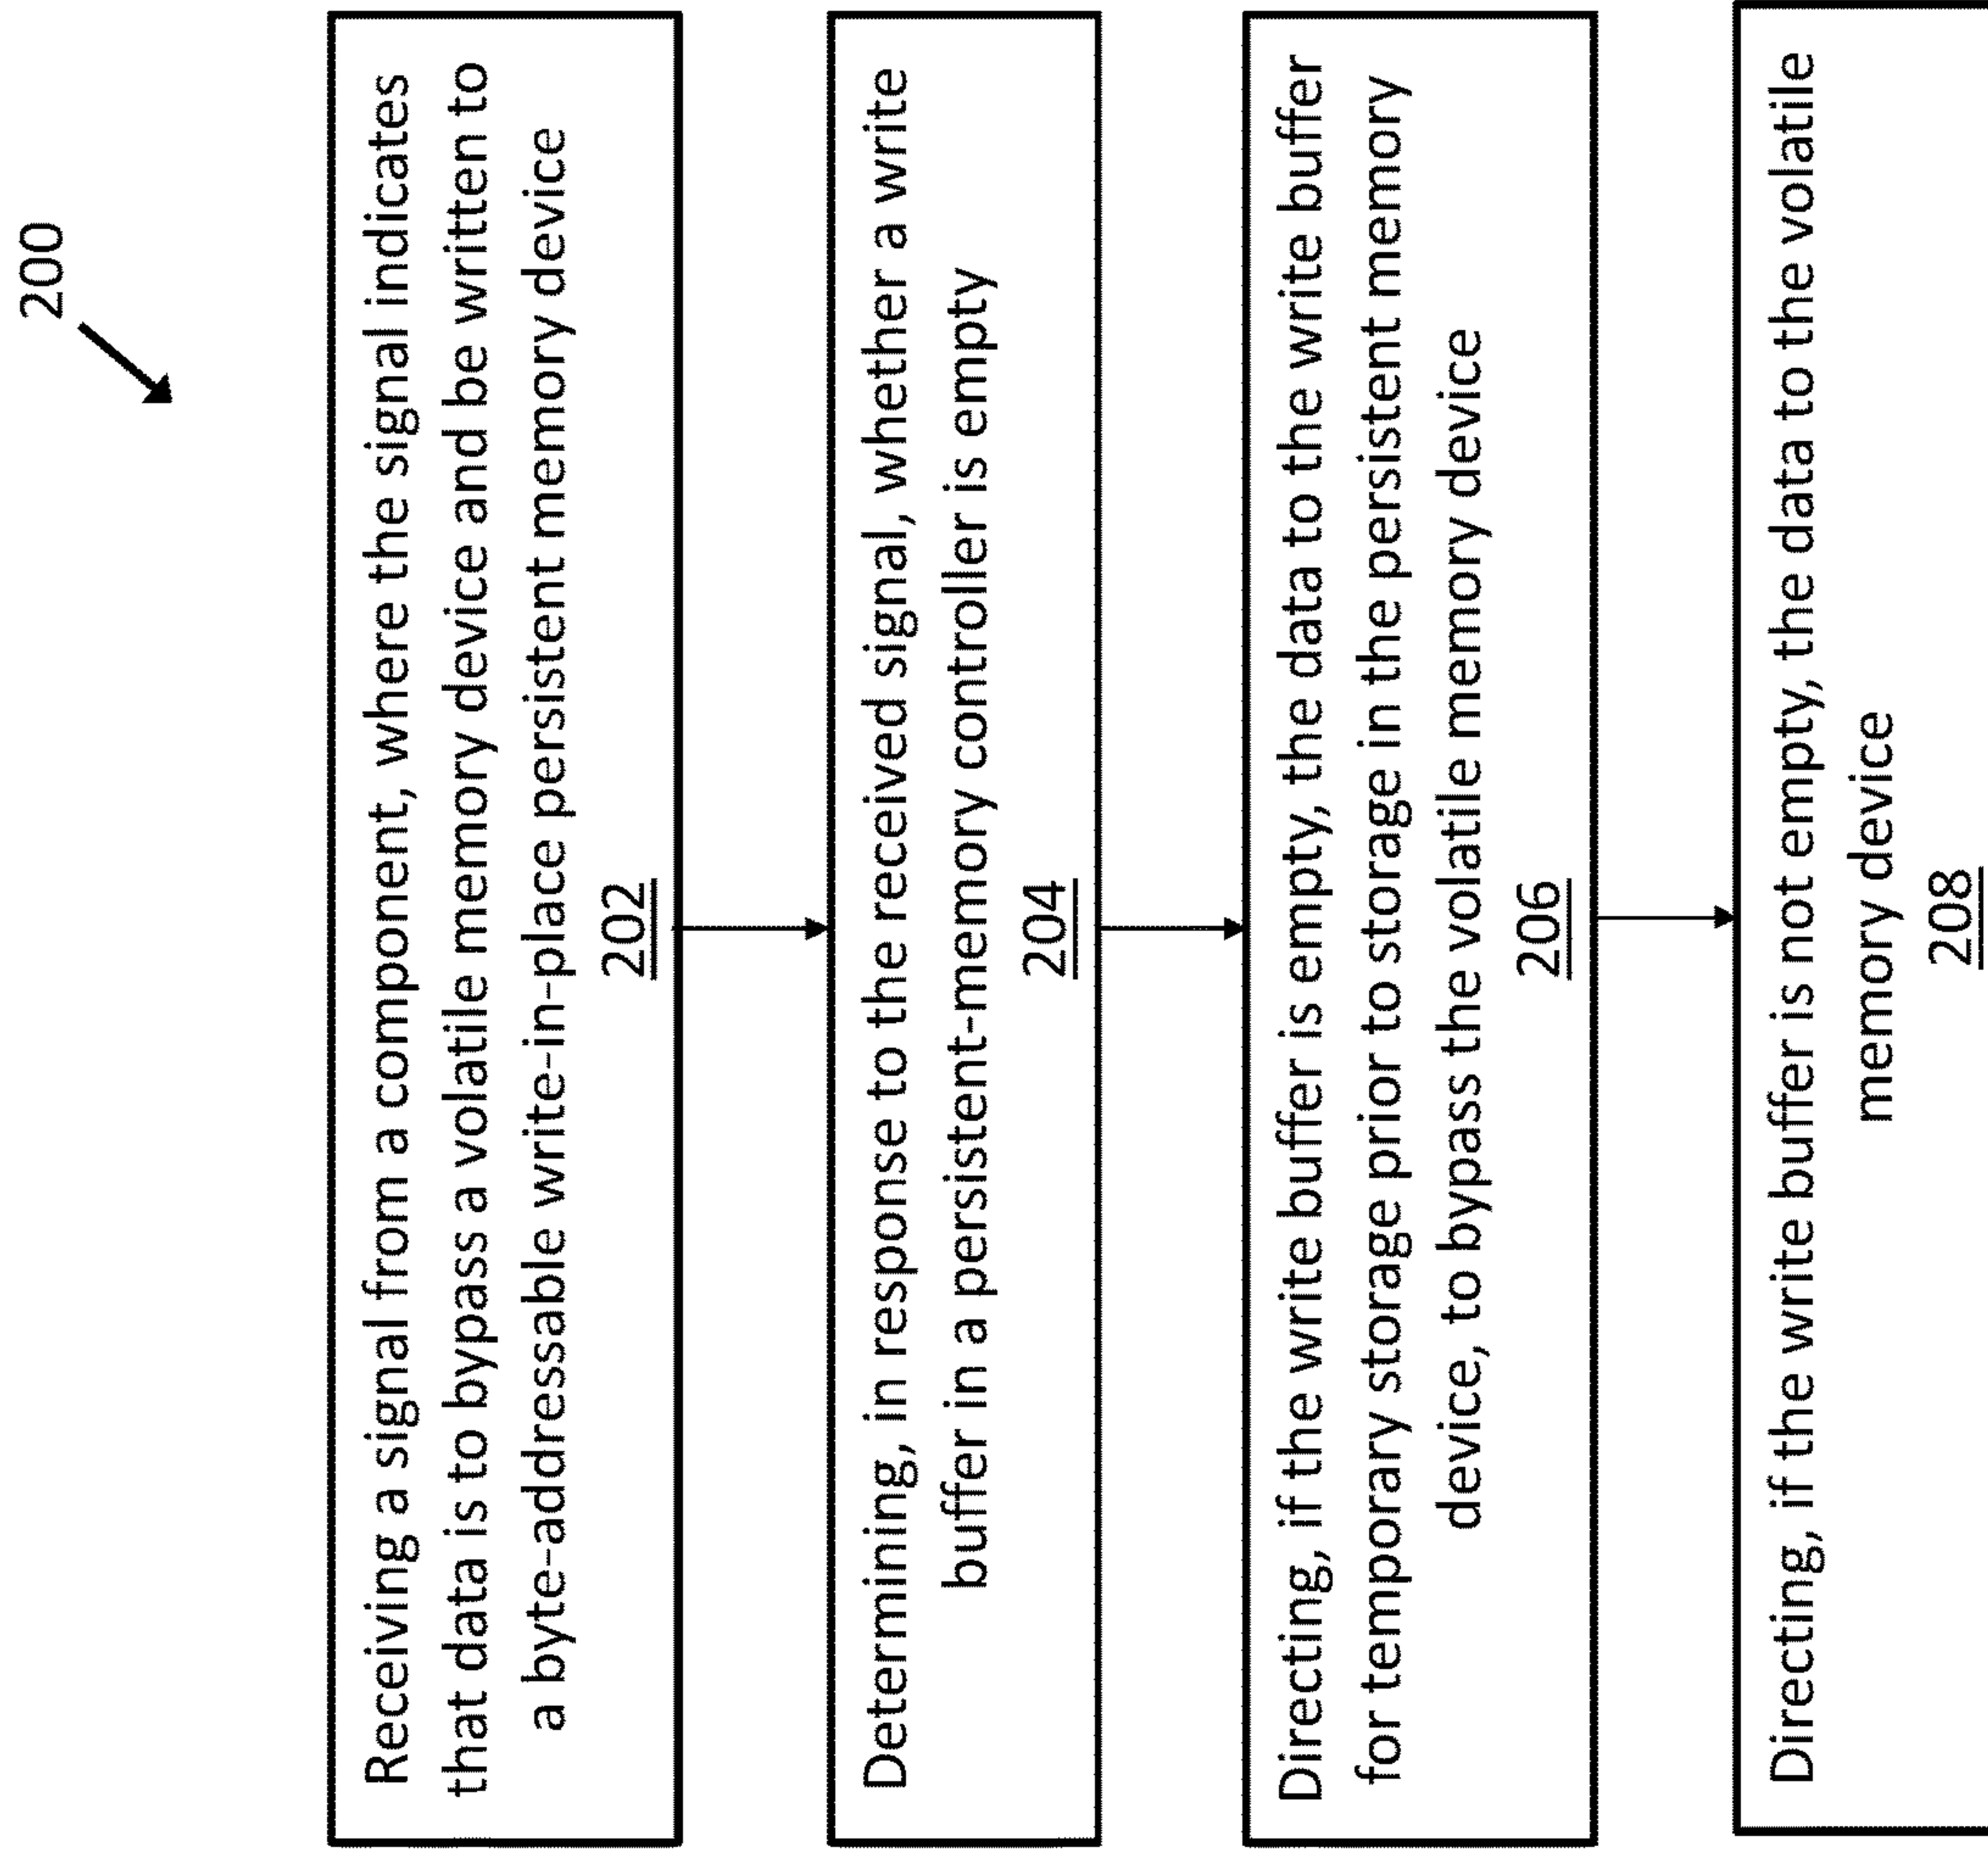 200
Receiving a signal from a component, where the signal indicates
that data is to bypass a volatile memory device and be written to
a byte-addressable write-in-place persistent memory device
202
Determining, in response to the received signal, whether a write
buffer in a persistent-memory controller is empty
204
Directing, if the write buffer is empty, the data to the write buffer
for temporary storage prior to storage in the persistent memory
device, to bypass the volatile memory device
206
Directing, if the write buffer is not empty, the data to the volatile
memory device
208